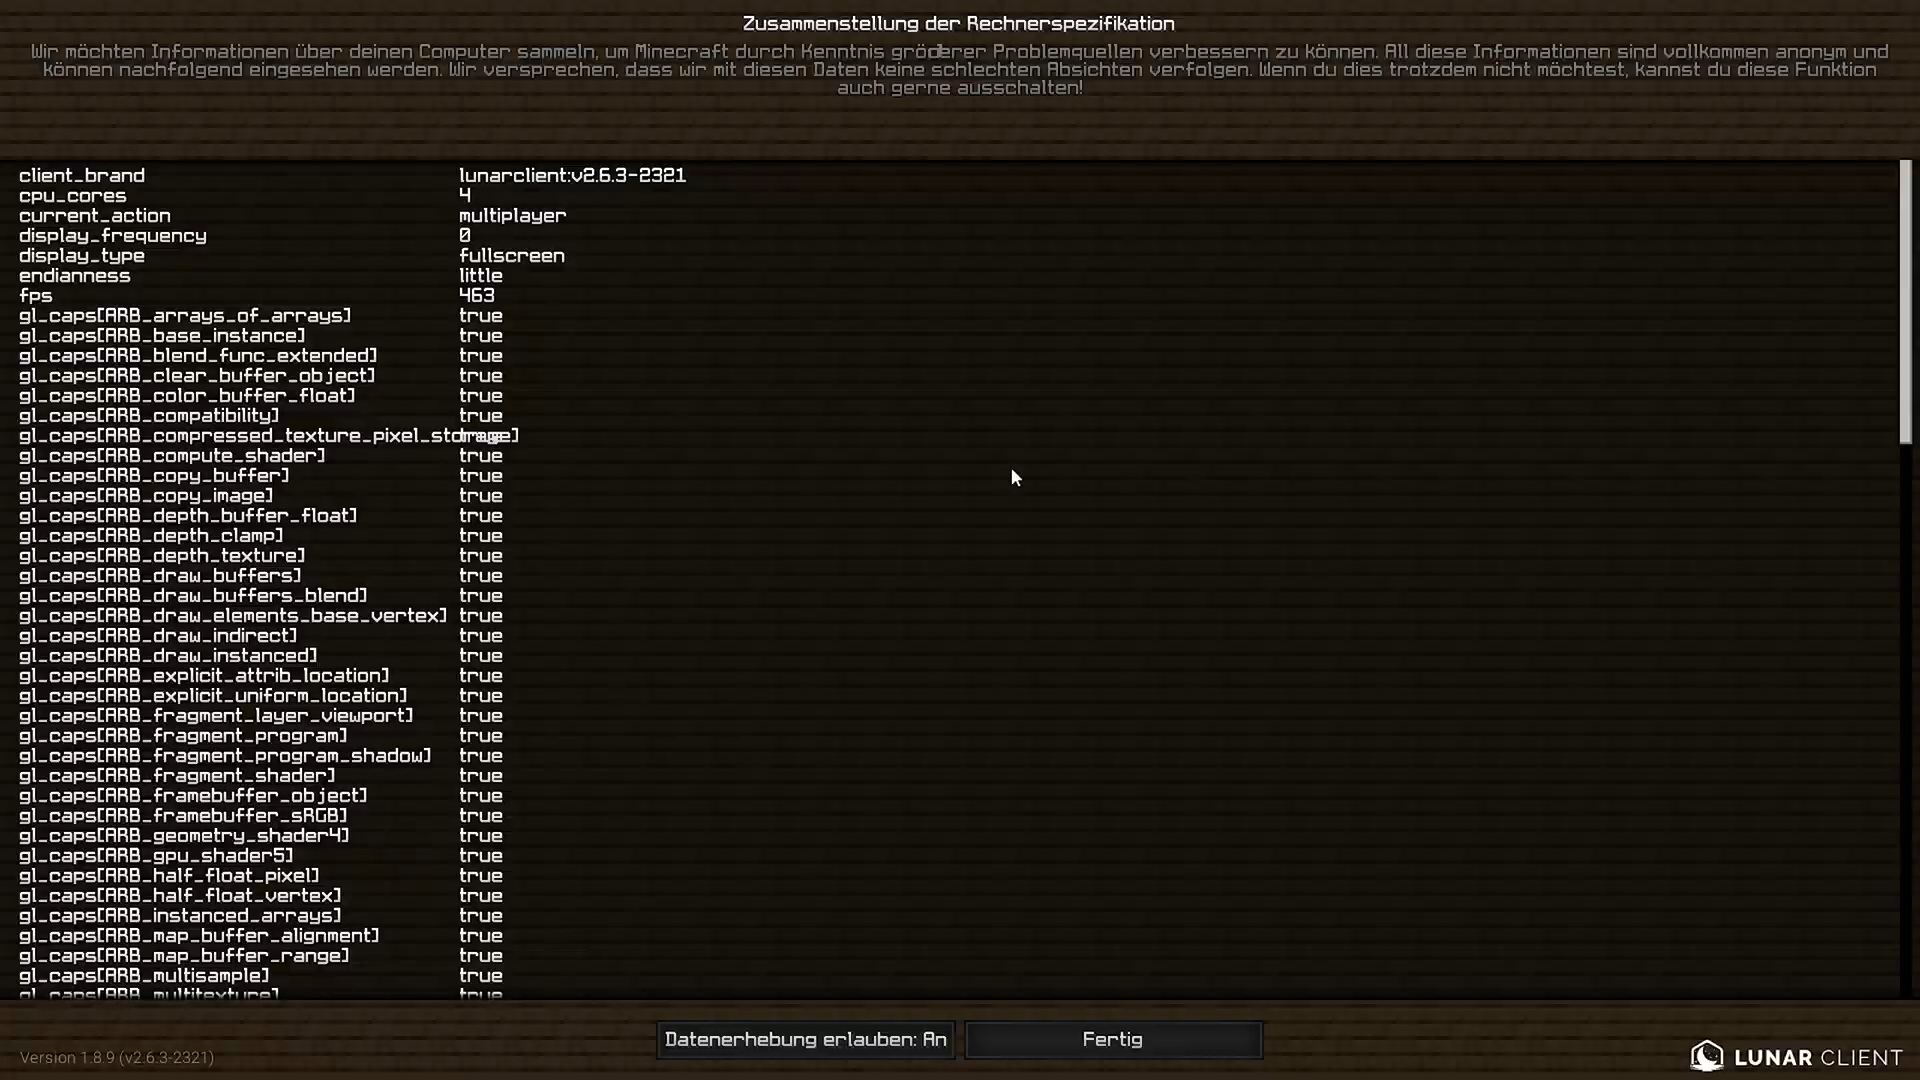 Zusammenstellung der Rechnerspezifikation
Wir möchten Informationen über deinen Computer sammeln, um Minecraft durch Kenntnis größerer Problemquellen verbessern zu können. All diese Informationen sind vollkommen anonym und
können nachfolgend eingesehen werden. Wir versprechen, dass wir mit diesen Daten keine schlechten Absichten verfolgen. Wenn du dies trotzdem nicht möchtest, kannst du diese Funktion
auch gerne ausschalten!
client_brand lunarclient:v2.6.3-2321
cpu_cores 4
current_action multiplayer
display_frequency 0
display_type fullscreen
endianness little
fps 463
gl_caps[ARB_arrays_of_arrays] true
gl_caps[ARB_base_instance] true
gl_caps[ARB_blend_func_extended] true
gl_caps[ARB_clear_buffer_object] true
gl_caps[ARB_color_buffer_float] true
gl_caps[ARB_compatibility] true
gl_caps[ARB_compressed_texture_pixel_storage] true
gl_caps[ARB_compute_shader] true
gl_caps[ARB_copy_buffer] true
gl_caps[ARB_copy_image] true
gl_caps[ARB_depth_buffer_float] true
gl_caps[ARB_depth_clamp] true
gl_caps[ARB_depth_texture] true
gl_caps[ARB_draw_buffers] true
gl_caps[ARB_draw_buffers_blend] true
gl_caps[ARB_draw_elements_base_vertex] true
gl_caps[ARB_draw_indirect] true
gl_caps[ARB_draw_instanced] true
gl_caps[ARB_explicit_attrib_location] true
gl_caps[ARB_explicit_uniform_location] true
gl_caps[ARB_fragment_layer_viewport] true
gl_caps[ARB_fragment_program] true
gl_caps[ARB_fragment_program_shadow] true
gl_caps[ARB_fragment_shader] true
gl_caps[ARB_framebuffer_object] true
gl_caps[ARB_framebuffer_sRGB] true
gl_caps[ARB_geometry_shader4] true
gl_caps[ARB_gpu_shader5] true
gl_caps[ARB_half_float_pixel] true
gl_caps[ARB_half_float_vertex] true
gl_caps[ARB_instanced_arrays] true
gl_caps[ARB_map_buffer_alignment] true
gl_caps[ARB_map_buffer_range] true
gl_caps[ARB_multisample] true
gl_caps[ARB_multitexture] true
Datenerhebung erlauben: An
Fertig
Version 1.8.9 (v2.6.3-2321)
LUNAR CLIENT